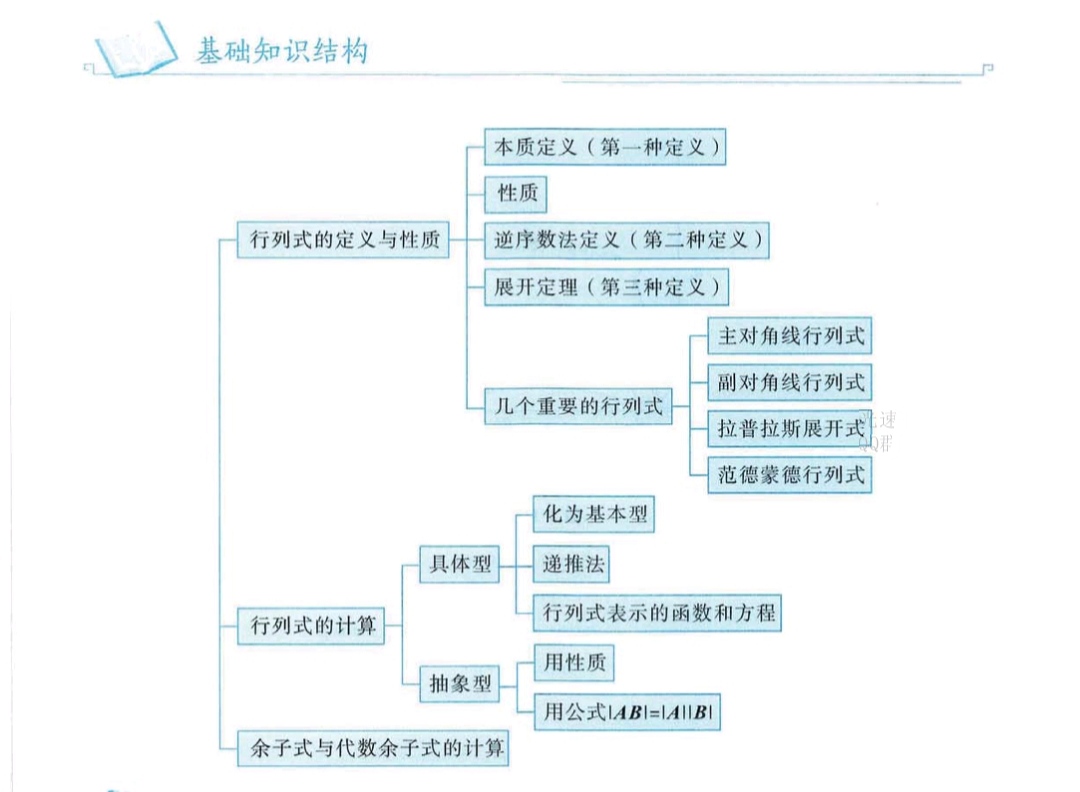 基础知识结构
本质定义（第一种定义）
性质
行列式的定义与性质
逆序数法定义（第二种定义）
展开定理（第三种定义）
几个重要的行列式
主对角线行列式
副对角线行列式
拉普拉斯展开式
范德蒙德行列式
行列式的计算
具体型
化为基本型
递推法
行列式表示的函数和方程
抽象型
用性质
用公式|AB|=|A||B|
余子式与代数余子式的计算
光速
QQ群